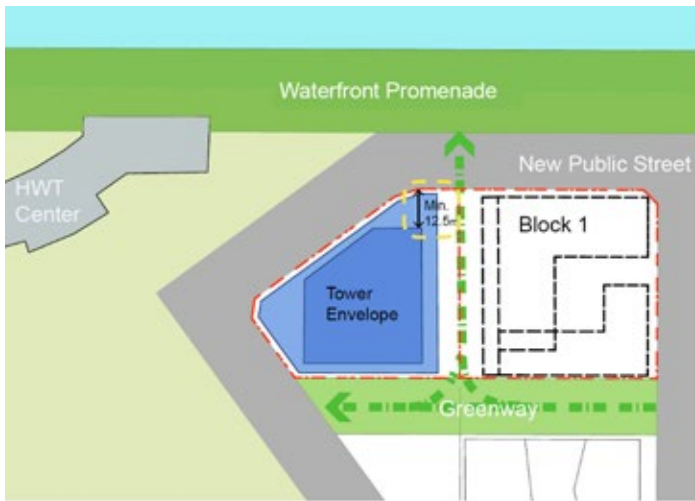 Waterfront Promenade
New Public Street
HWT
Center
Min.
12.5m
Block 1
Tower
Envelope
Greenway